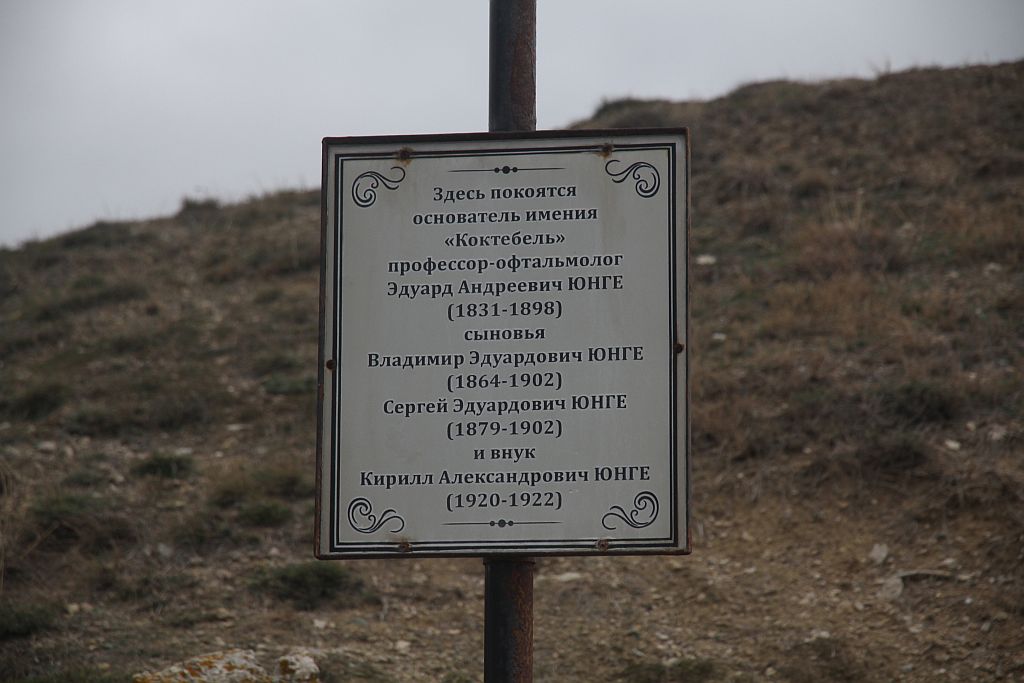 Здесь покоятся
основатель имения
«Коктебель»
профессор-офтальмолог
Эдуард Андреевич ЮНГЕ
(1831-1898)
сыновья
Владимир Эдуардович ЮНГЕ
(1864-1902)
Сергей Эдуардович ЮНГЕ
(1879-1902)
и внук
Кирилл Александрович ЮНГЕ
(1920-1922)